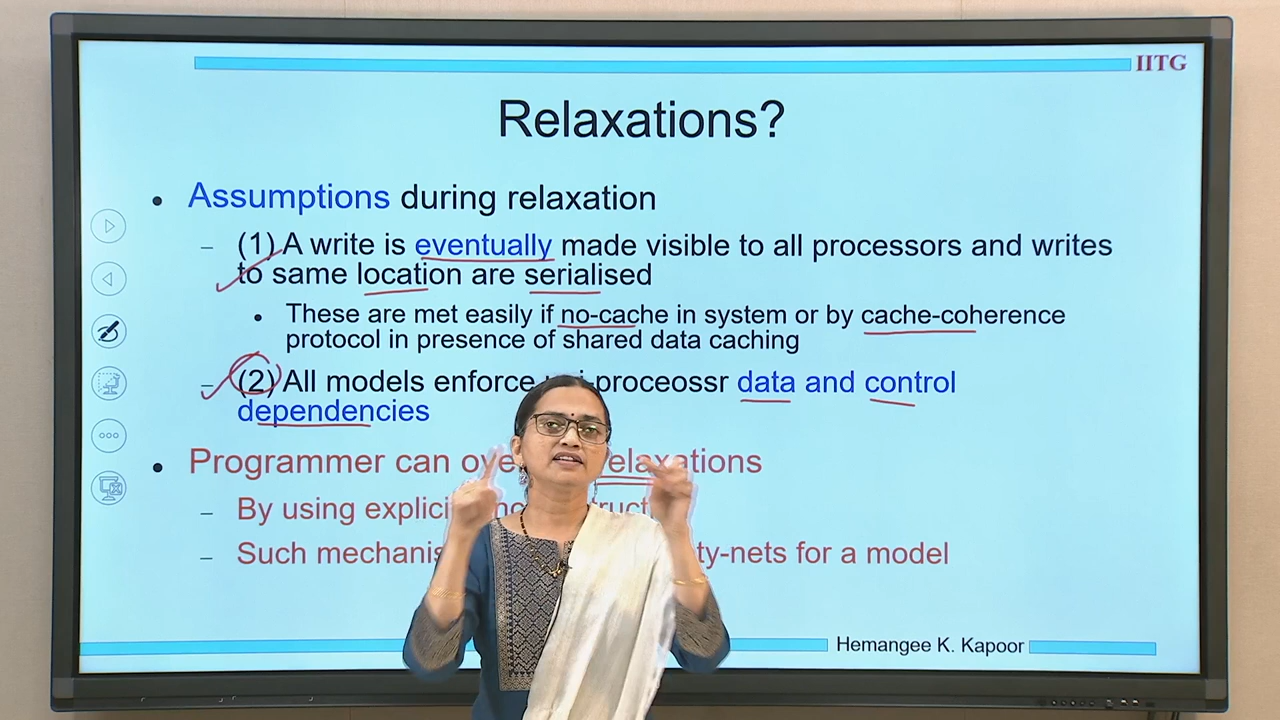 IITG
Relaxations?
• Assumptions during relaxation
– (1) A write is eventually made visible to all processors and writes
to same location are serialised
• These are met easily if no-cache in system or by cache-coherence
protocol in presence of shared data caching
– (2) All models enforce proceossr data and control
dependencies
• Programmer can relaxations
– By using
– Such for a model
Hemangee K. Kapoor